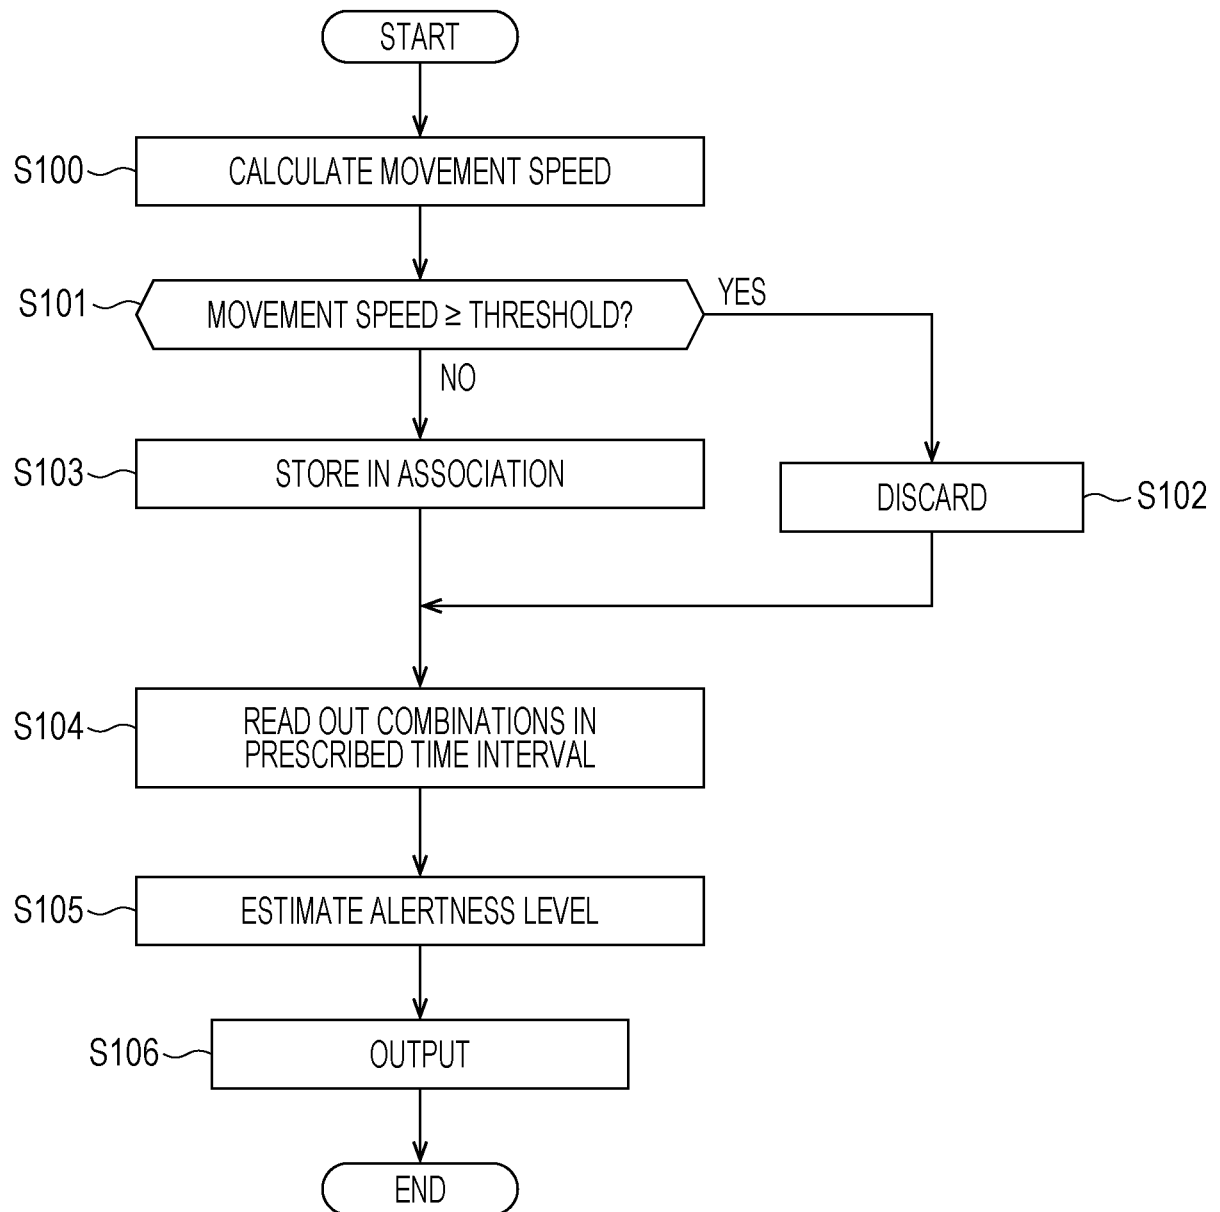 START
S100
CALCULATE MOVEMENT SPEED
S101
MOVEMENT SPEED ≥ THRESHOLD?
YES
NO
S103
STORE IN ASSOCIATION
DISCARD
S102
S104
READ OUT COMBINATIONS IN
PRESCRIBED TIME INTERVAL
S105
ESTIMATE ALERTNESS LEVEL
S106
OUTPUT
END